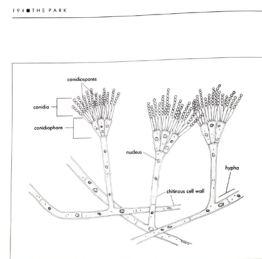 194■THE PARK
conidiospores
conidia
conidiophore
nucleus
hypha
chitinous cell wall